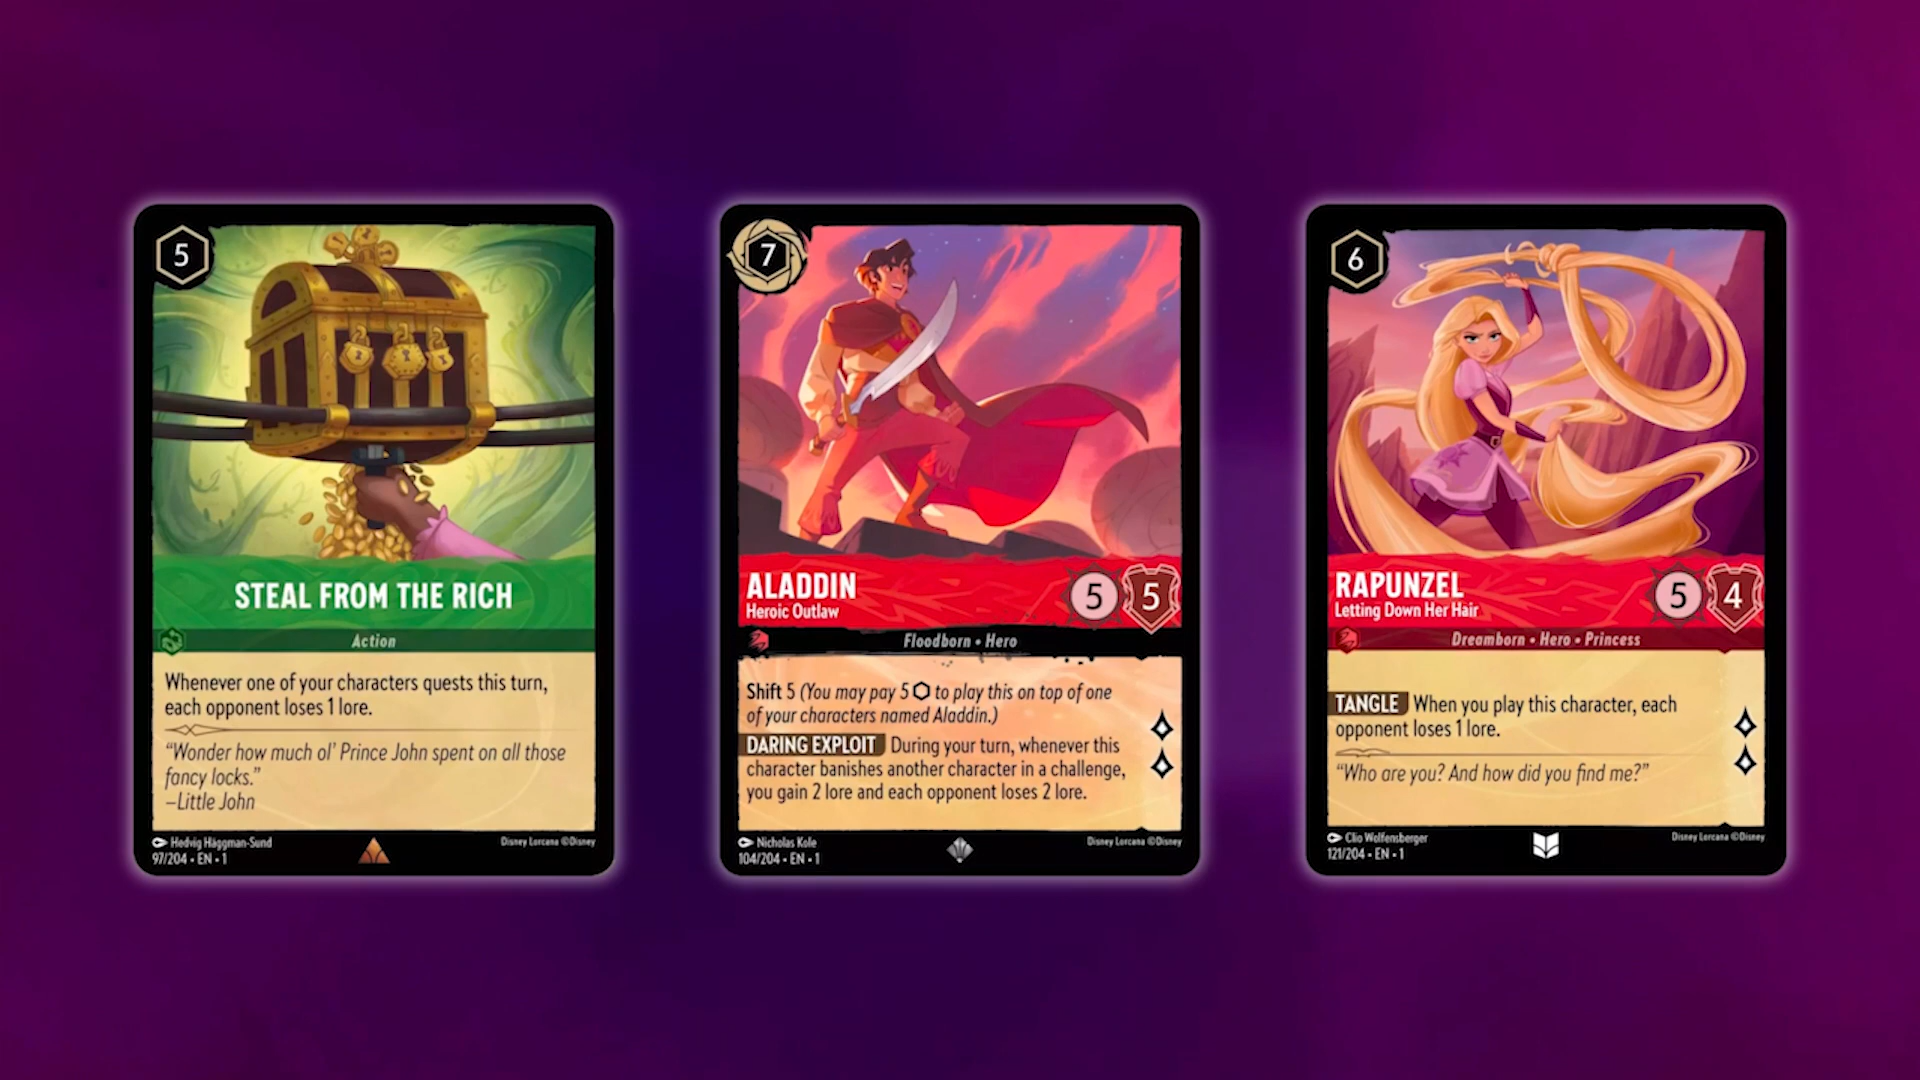 5
STEAL FROM THE RICH
Action
Whenever one of your characters quests this turn,
each opponent loses 1 lore.
“Wonder how much ol’ Prince John spent on all those
fancy locks.”
–Little John
Hedvig Häggman-Sund
97/204 • EN • 1
Disney Lorcana ©Disney
7
ALADDIN
Heroic Outlaw
5
5
Floodborn • Hero
Shift 5 (You may pay 5 ⬡ to play this on top of one
of your characters named Aladdin.)
DARING EXPLOIT During your turn, whenever this
character banishes another character in a challenge,
you gain 2 lore and each opponent loses 2 lore.
Nicholas Kole
104/204 • EN • 1
Disney Lorcana ©Disney
6
RAPUNZEL
Letting Down Her Hair
5
4
Dreamborn • Hero • Princess
TANGLE When you play this character, each
opponent loses 1 lore.
“Who are you? And how did you find me?”
Clio Wolfensberger
121/204 • EN • 1
Disney Lorcana ©Disney